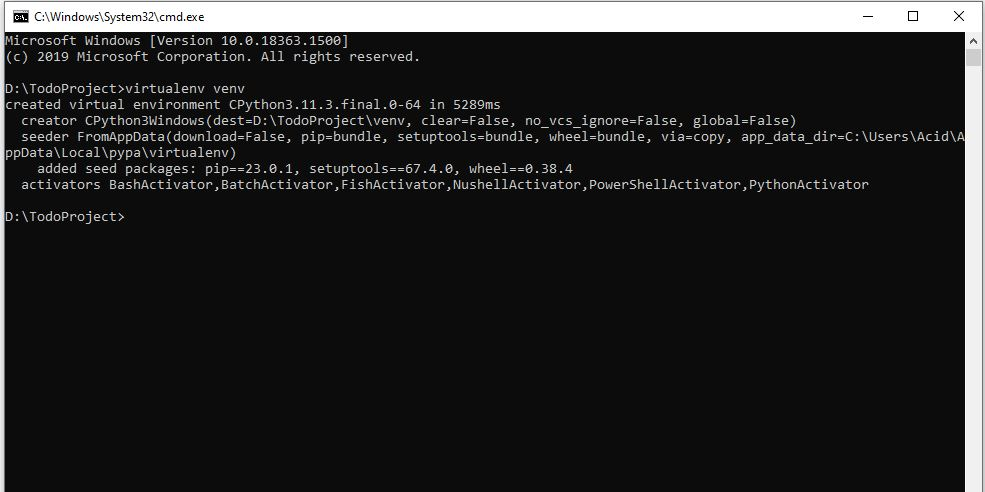 C:\Windows\System32\cmd.exe
Microsoft Windows [Version 10.0.18363.1500]
(c) 2019 Microsoft Corporation. All rights reserved.
D:\TodoProject>virtualenv venv
created virtual environment CPython3.11.3.final.0-64 in 5289ms
  creator CPython3Windows(dest=D:\TodoProject\venv, clear=False, no_vcs_ignore=False, global=False)
  seeder FromAppData(download=False, pip=bundle, setuptools=bundle, wheel=bundle, via=copy, app_data_dir=C:\Users\Acid\A
ppData\Local\pypa\virtualenv)
    added seed packages: pip==23.0.1, setuptools==67.4.0, wheel==0.38.4
  activators BashActivator,BatchActivator,FishActivator,NushellActivator,PowerShellActivator,PythonActivator
D:\TodoProject>